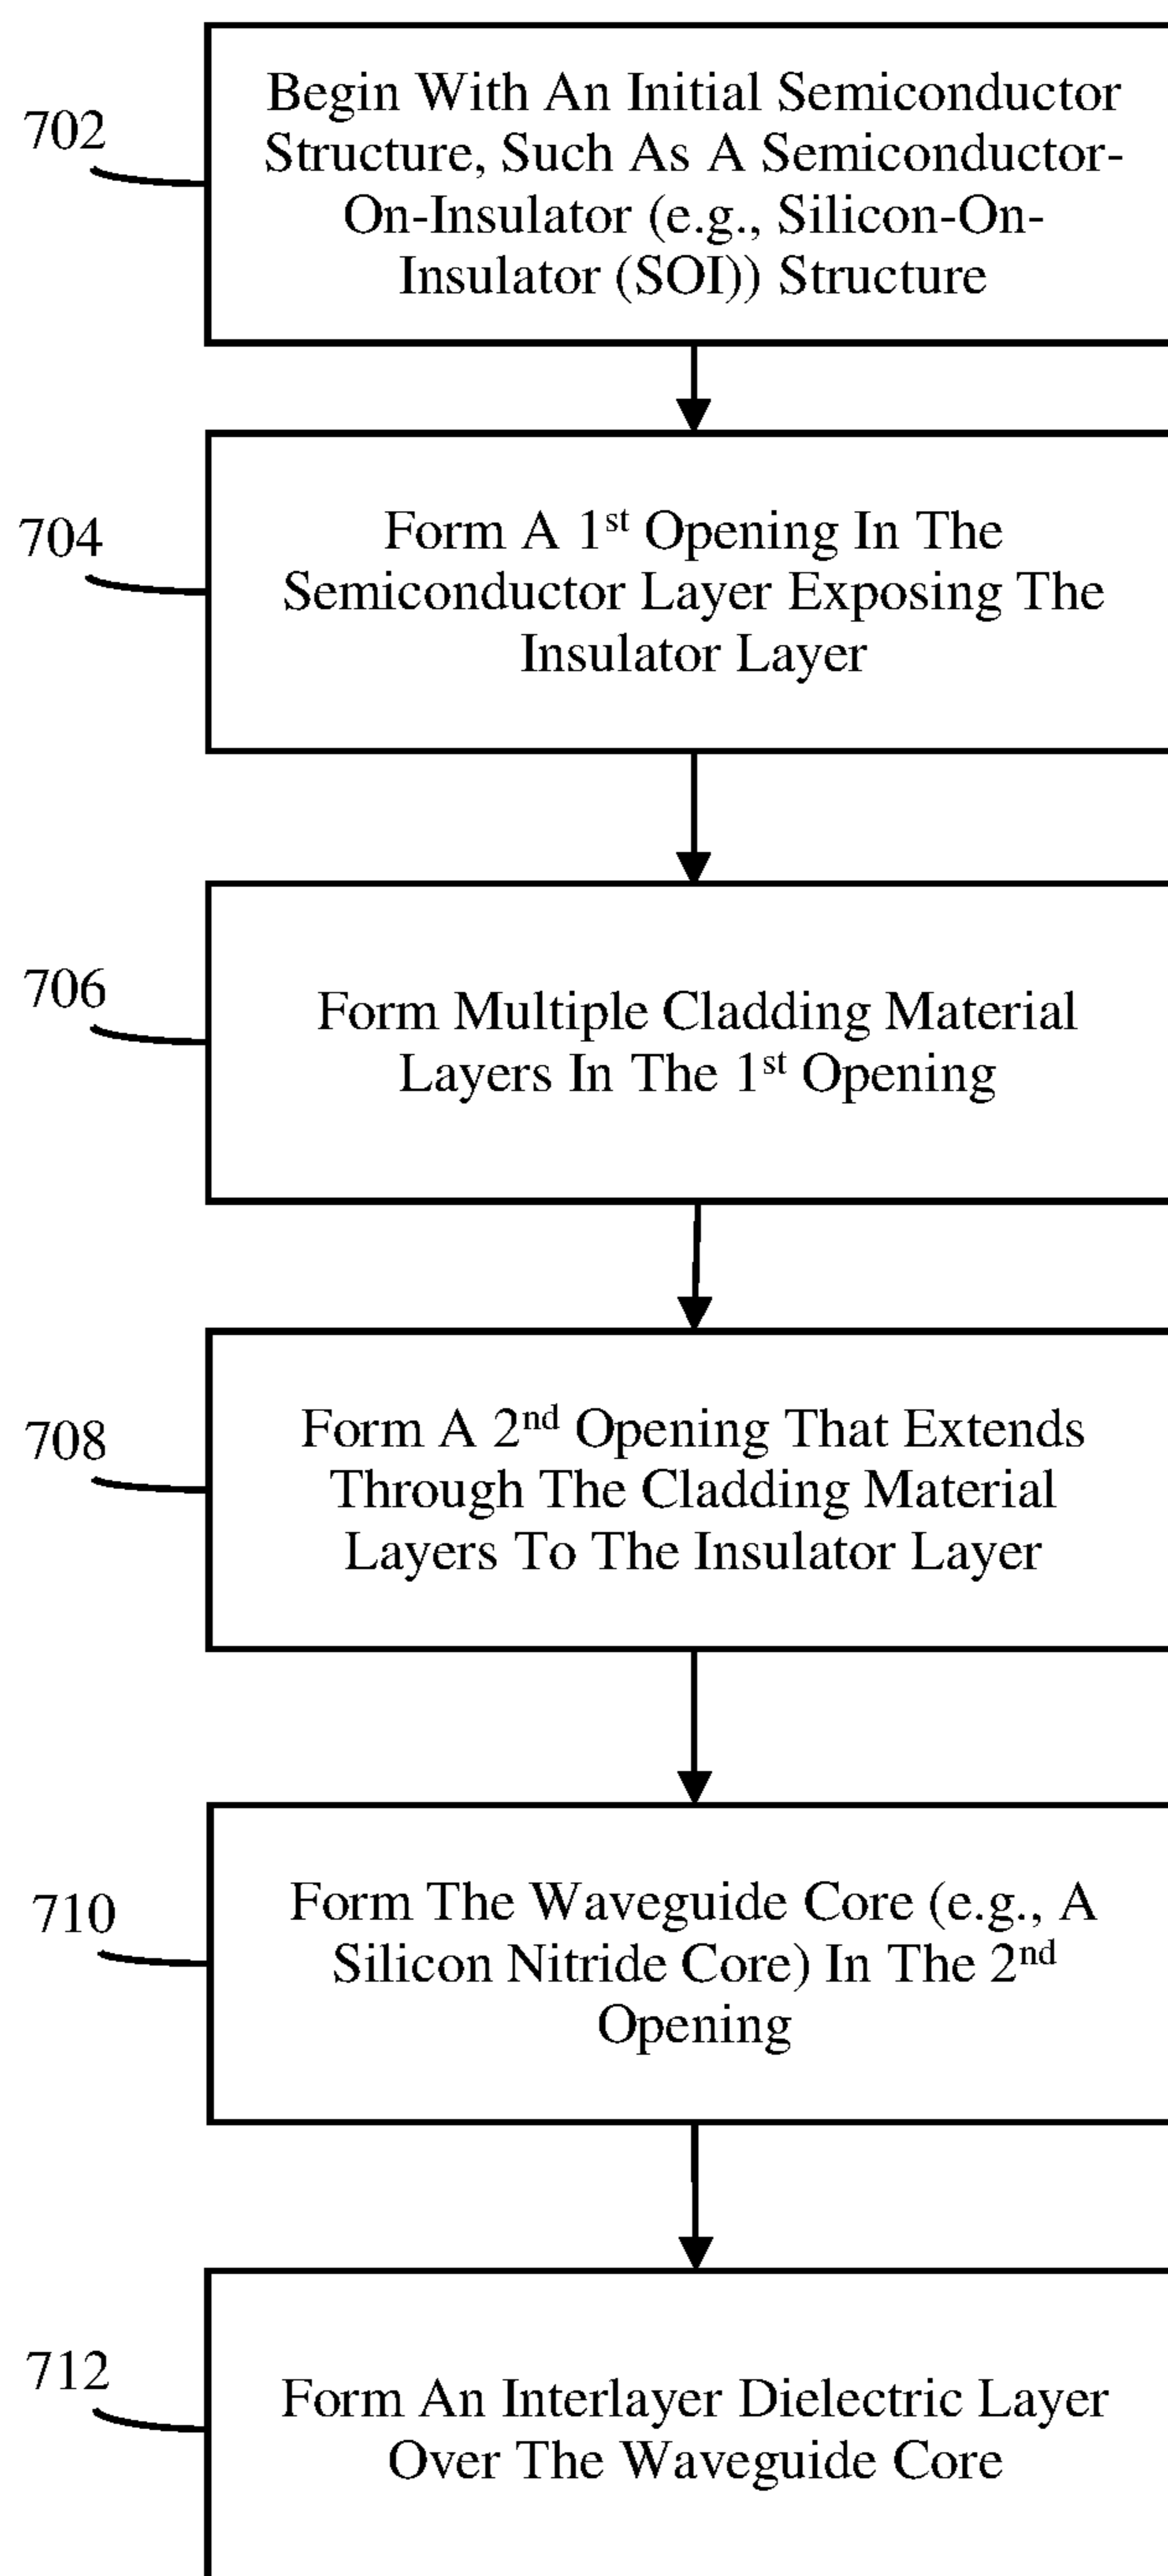 702
Begin With An Initial Semiconductor
Structure, Such As A Semiconductor-
On-Insulator (e.g., Silicon-On-
Insulator (SOI)) Structure
704
Form A 1st Opening In The
Semiconductor Layer Exposing The
Insulator Layer
706
Form Multiple Cladding Material
Layers In The 1st Opening
708
Form A 2nd Opening That Extends
Through The Cladding Material
Layers To The Insulator Layer
710
Form The Waveguide Core (e.g., A
Silicon Nitride Core) In The 2nd
Opening
712
Form An Interlayer Dielectric Layer
Over The Waveguide Core